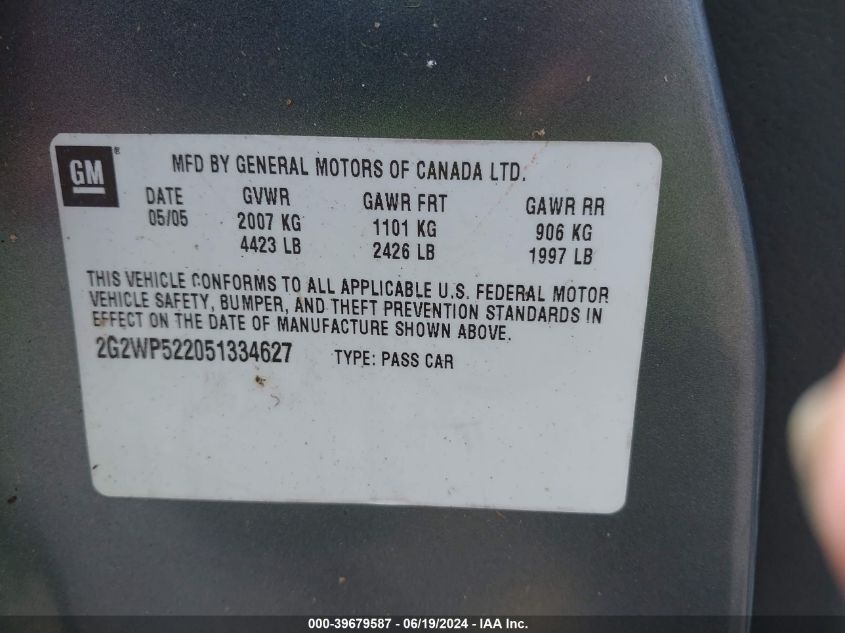 GM®
MFD BY GENERAL MOTORS OF CANADA LTD.
DATE GVWR GAWR FRT GAWR RR
05/05 2007 KG 1101 KG 906 KG
4423 LB 2426 LB 1997 LB
THIS VEHICLE CONFORMS TO ALL APPLICABLE U.S. FEDERAL MOTOR
VEHICLE SAFETY, BUMPER, AND THEFT PREVENTION STANDARDS IN
EFFECT ON THE DATE OF MANUFACTURE SHOWN ABOVE.
2G2WP522051334627 TYPE: PASS CAR
000-39679587 - 06/19/2024 - IAA Inc.